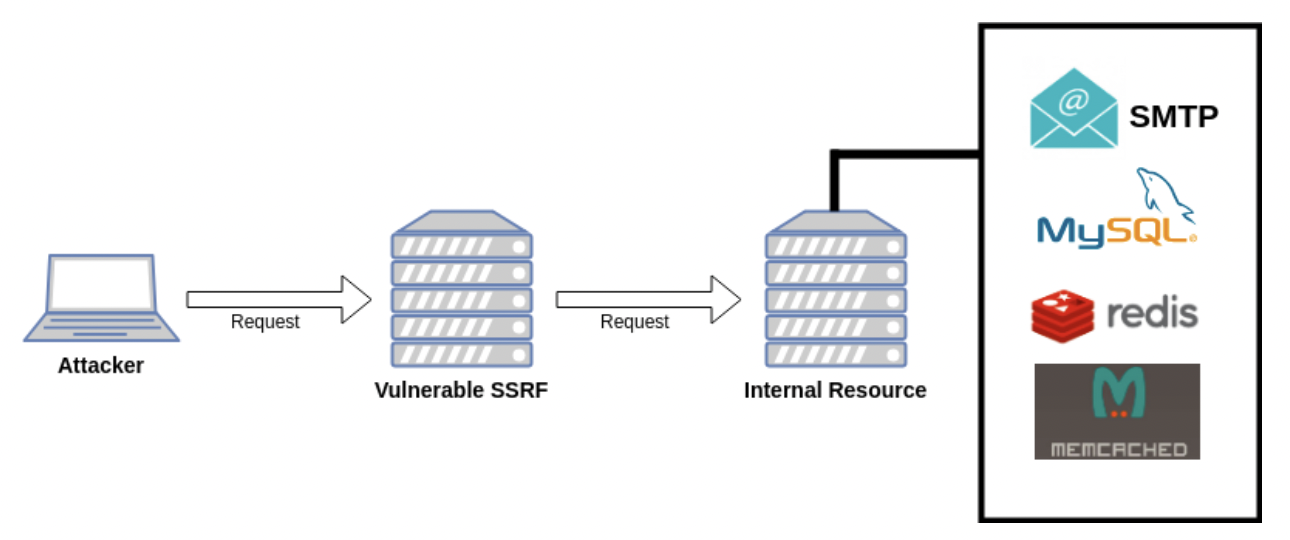 Attacker
Request
Vulnerable SSRF
Request
Internal Resource
@ SMTP
MySQL
redis
MEMCACHED